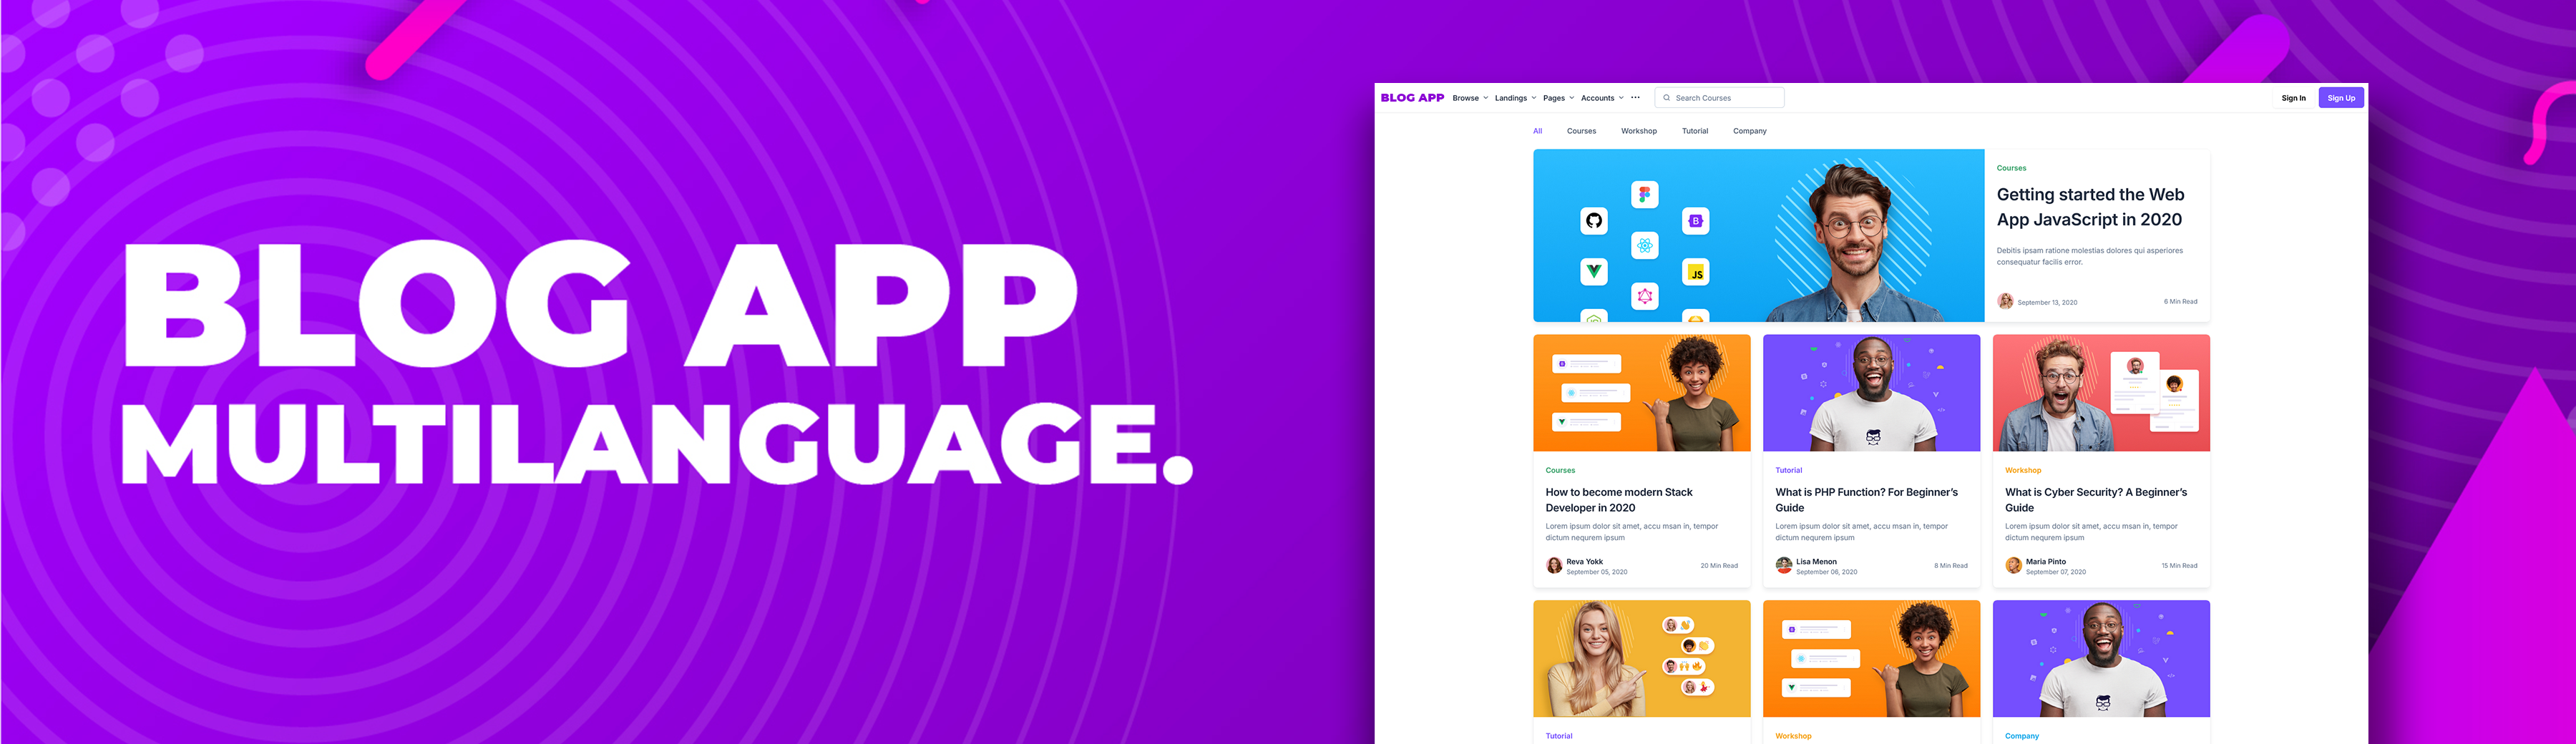 BLOG APP
MULTILANGUAGE.
BLOG APP Browse Landings Pages Accounts ••• Search Courses Sign In Sign Up
All Courses Workshop Tutorial Company
Courses
Getting started the Web
App JavaScript in 2020
Debitis ipsam ratione molestias dolores qui asperiores
consequatur facilis error.
September 13, 2020 6 Min Read
B
JS
Courses
How to become modern Stack
Developer in 2020
Lorem ipsum dolor sit amet, accu msan in, tempor
dictum nequrem ipsum
Reva Yokk
September 05, 2020 20 Min Read
Tutorial
What is PHP Function? For Beginner’s
Guide
Lorem ipsum dolor sit amet, accu msan in, tempor
dictum nequrem ipsum
Lisa Menon
September 06, 2020 8 Min Read
Workshop
What is Cyber Security? A Beginner’s
Guide
Lorem ipsum dolor sit amet, accu msan in, tempor
dictum nequrem ipsum
Maria Pinto
September 07, 2020 15 Min Read
Tutorial
Workshop
Company